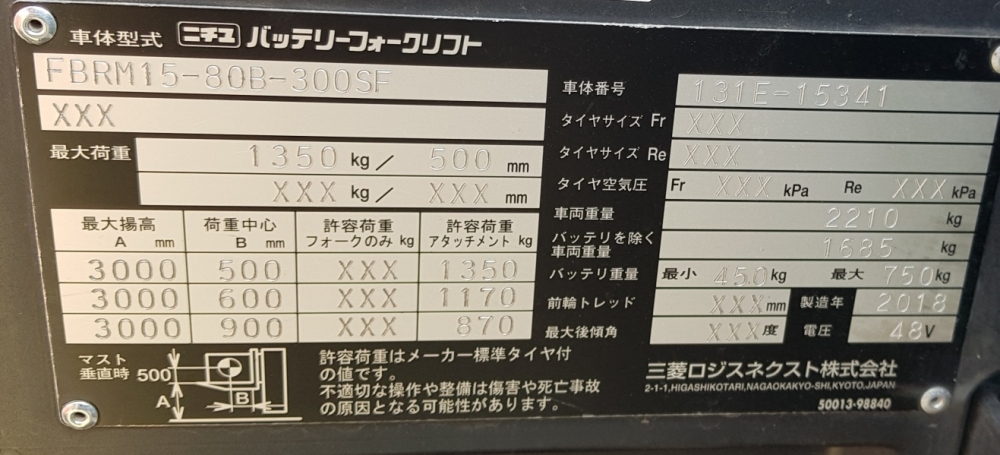 車体型式 ニチユ バッテリーフォークリフト
FBRM15-80B-300SF
XXX
最大荷重 1350 kg / 500 mm
XXX kg / XXX mm
最大揚高 荷重中心 許容荷重 許容荷重
A mm B mm フォークのみ kg アタッチメント kg
3000 500 XXX 1350
3000 600 XXX 1170
3000 900 XXX 870
マスト
垂直時 500
A
B
許容荷重はメーカー標準タイヤ付
の値です。
不適切な操作や整備は傷害や死亡事故
の原因となる可能性があります。
車体番号 131E-15341
タイヤサイズ Fr XXX
タイヤサイズ Re XXX
タイヤ空気圧 Fr XXX kPa Re XXX kPa
車両重量 2210 kg
バッテリを除く
車両重量 1685 kg
バッテリ重量 最小 450 kg 最大 750 kg
前輪トレッド XXX mm 製造年 2018
最大後傾角 XXX 度 電圧 48 V
三菱ロジスネクスト株式会社
2-1-1,HIGASHIKOTARI,NAGAOKAKYO-SHI,KYOTO,JAPAN
50013-98840